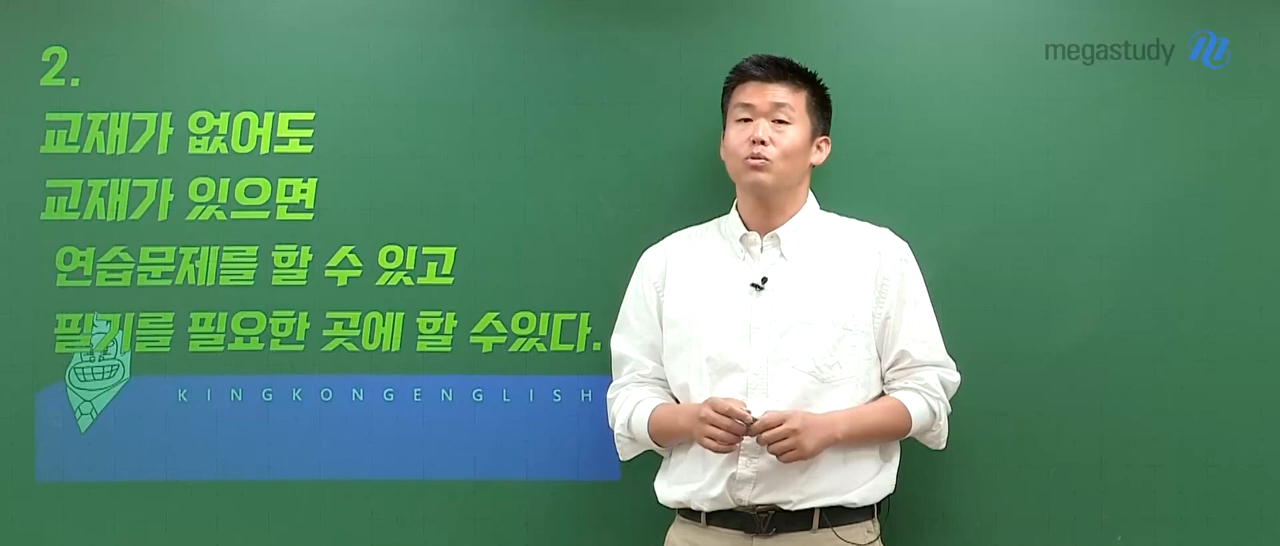 megastudy
2.
교재가 없어도
교재가 있으면
연습문제를 할 수 있고
필기를 필요한 곳에 할 수있다.
KINGKONGENGLISH